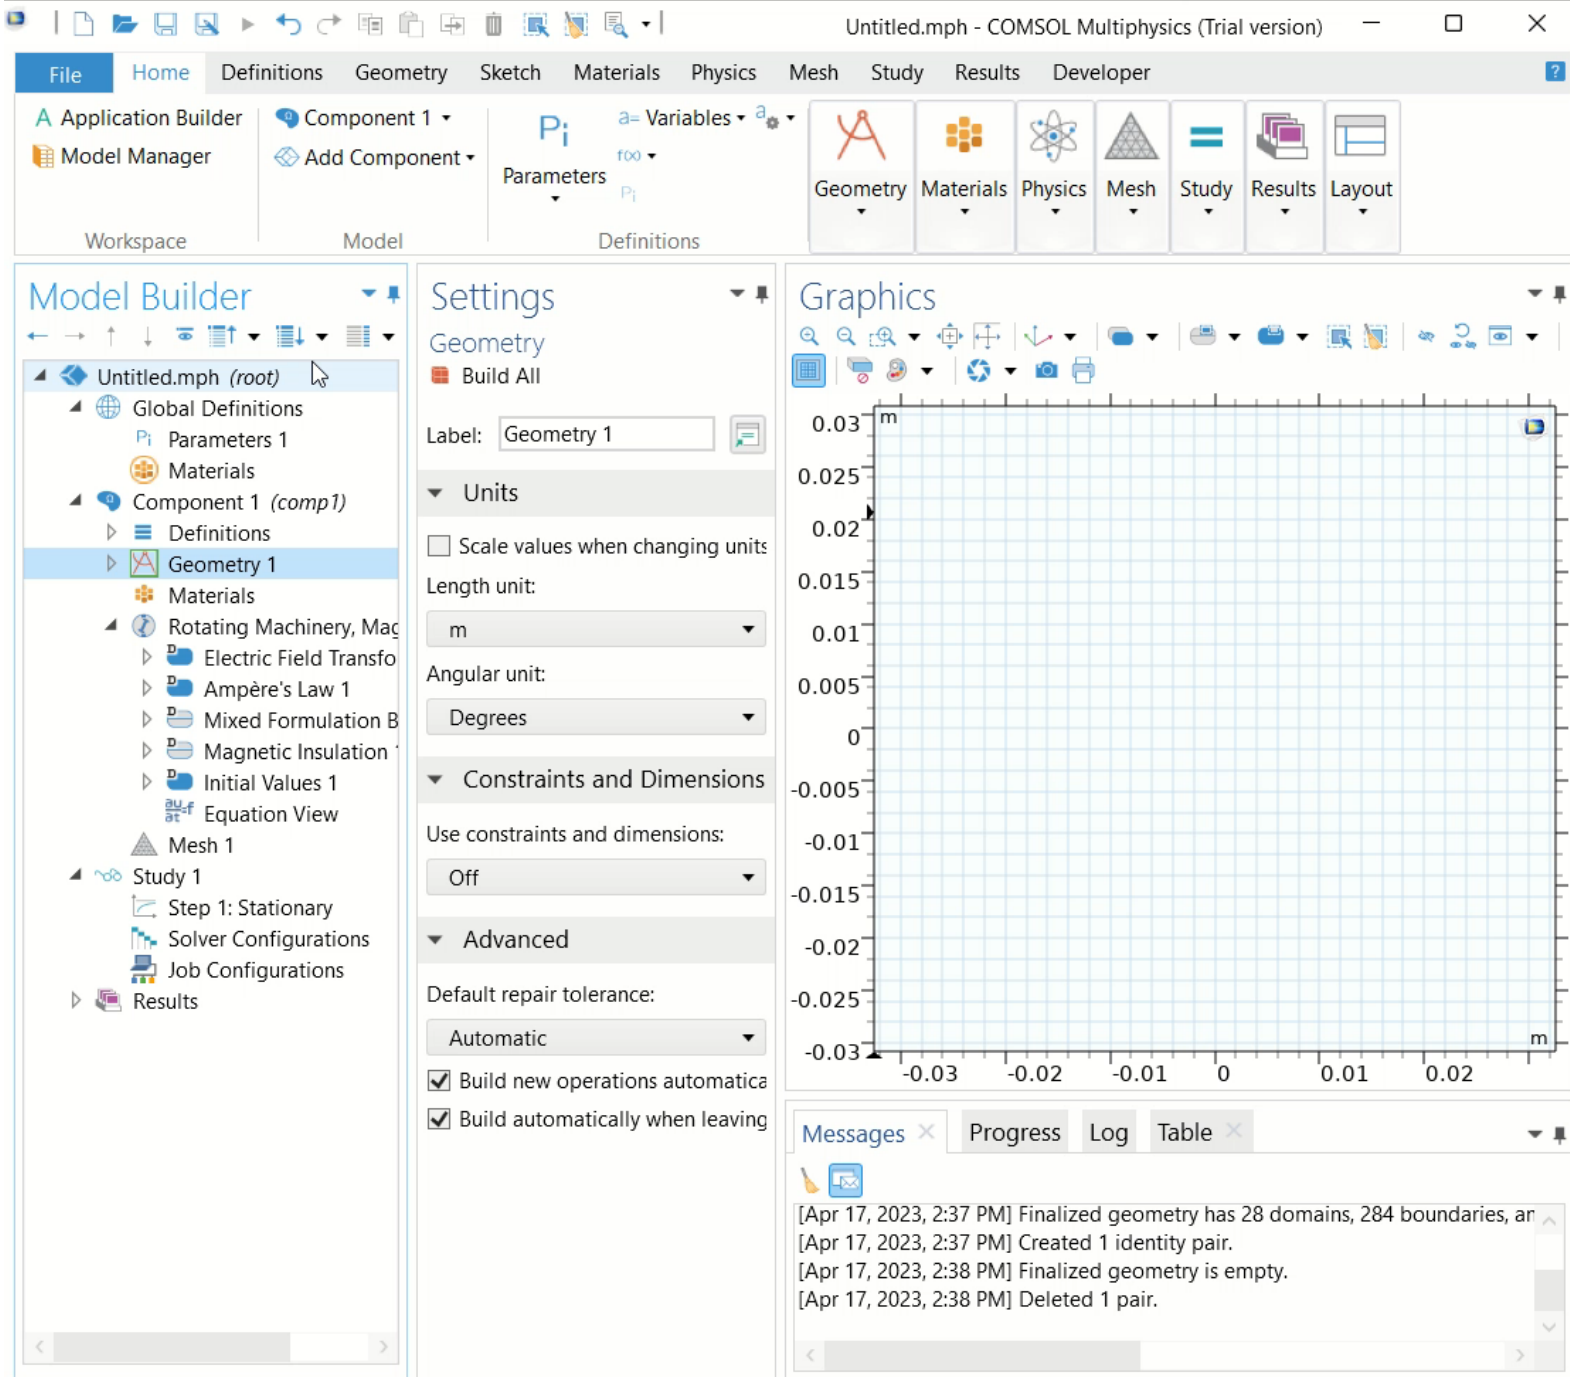 Untitled.mph - COMSOL Multiphysics (Trial version)
File Home Definitions Geometry Sketch Materials Physics Mesh Study Results Developer ?
A Application Builder
Model Manager
Workspace
Component 1
Add Component
Model
Pi
Parameters
a= Variables
a
f(x)
Pi
Definitions
Geometry
Materials
Physics
Mesh
Study
Results
Layout
Model Builder
Untitled.mph (root)
Global Definitions
Pi Parameters 1
Materials
Component 1 (comp1)
Definitions
Geometry 1
Materials
Rotating Machinery, Mag
D Electric Field Transfo
D Ampère's Law 1
D Mixed Formulation B
D Magnetic Insulation 1
D Initial Values 1
∂u/∂t=f Equation View
Mesh 1
Study 1
Step 1: Stationary
Solver Configurations
Job Configurations
Results
Settings
Geometry
Build All
Label: Geometry 1
Units
Scale values when changing units
Length unit:
m
Angular unit:
Degrees
Constraints and Dimensions
Use constraints and dimensions:
Off
Advanced
Default repair tolerance:
Automatic
Build new operations automatica
Build automatically when leaving
Graphics
m
0.03
0.025
0.02
0.015
0.01
0.005
0
-0.005
-0.01
-0.015
-0.02
-0.025
-0.03
m
-0.03 -0.02 -0.01 0 0.01 0.02
Messages Progress Log Table
[Apr 17, 2023, 2:37 PM] Finalized geometry has 28 domains, 284 boundaries, an
[Apr 17, 2023, 2:37 PM] Created 1 identity pair.
[Apr 17, 2023, 2:38 PM] Finalized geometry is empty.
[Apr 17, 2023, 2:38 PM] Deleted 1 pair.